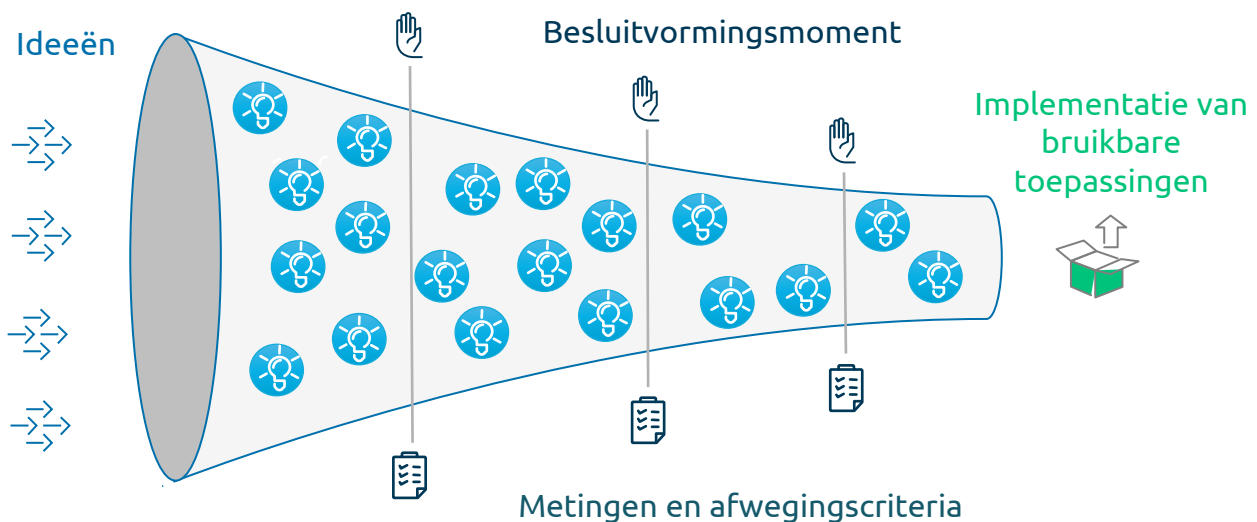 Ideeën
Besluitvormingsmoment
Implementatie van
bruikbare
toepassingen
Metingen en afwegingscriteria